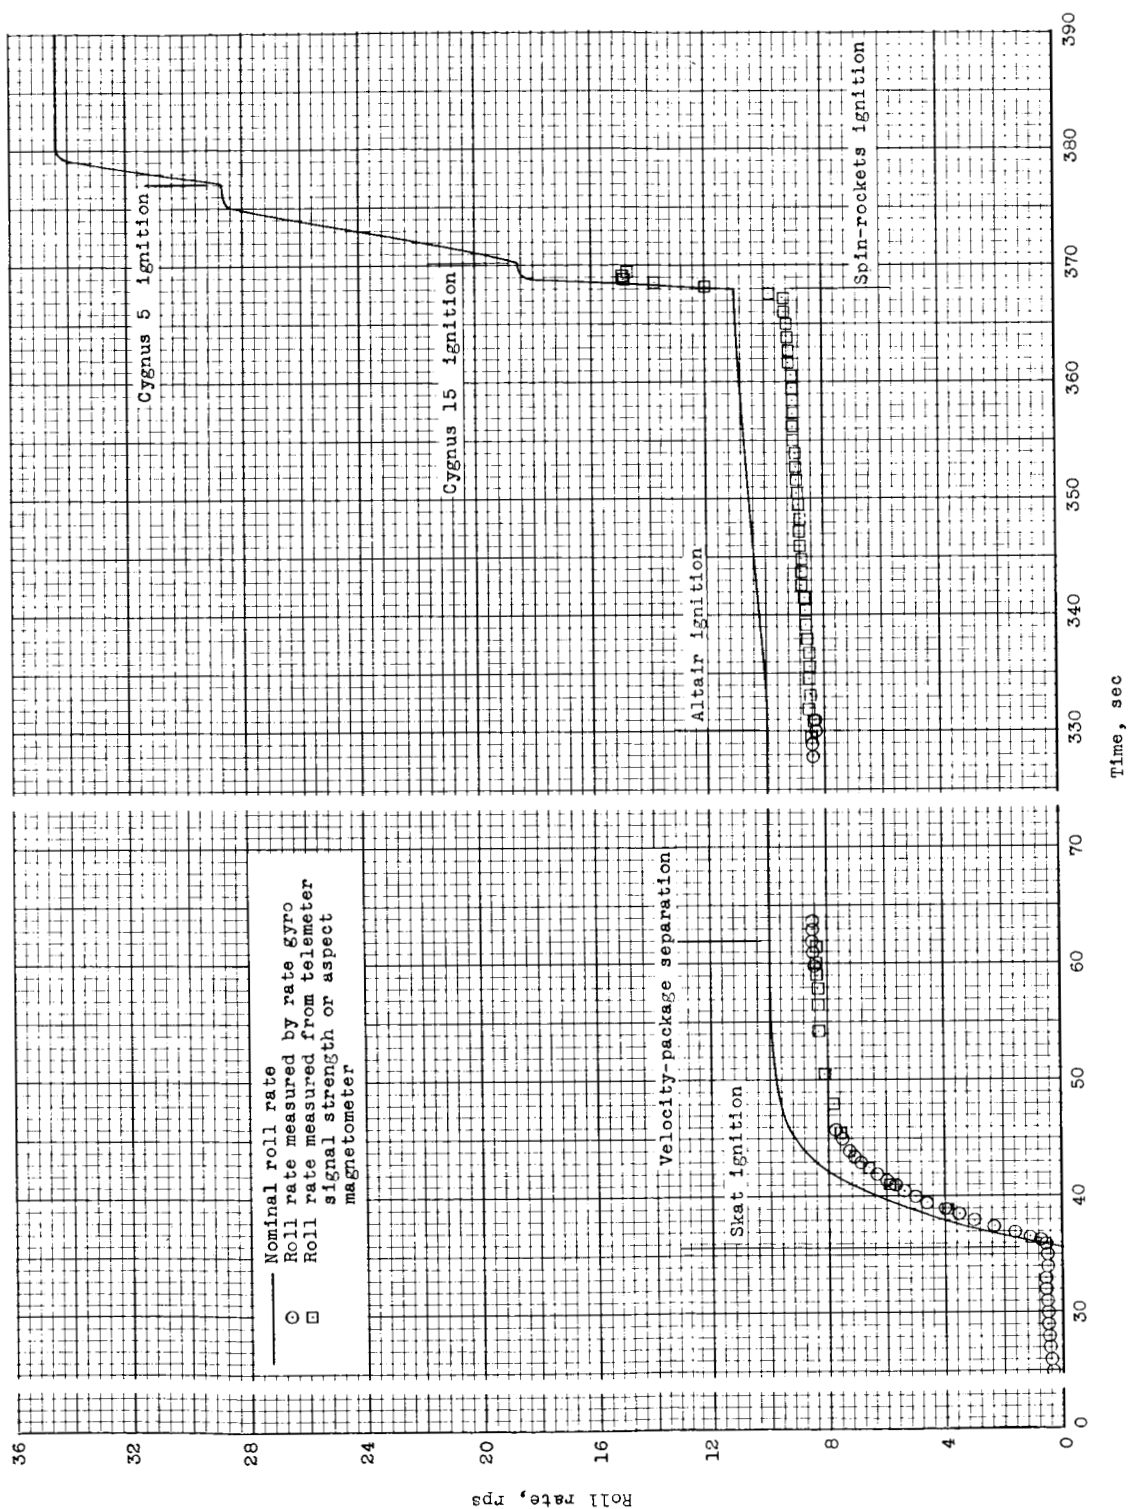 36
32
28
24
20
16
12
8
4
0
Roll rate, rps
Nominal roll rate
Roll rate measured by rate gyro
Roll rate measured from telemeter
signal strength or aspect
magnetometer
Skat ignition
Velocity-package separation
Altair ignition
Cygnus 15 ignition
Cygnus 5 ignition
Spin-rockets ignition
0
30
40
50
60
70
330
340
350
360
370
380
390
Time, sec